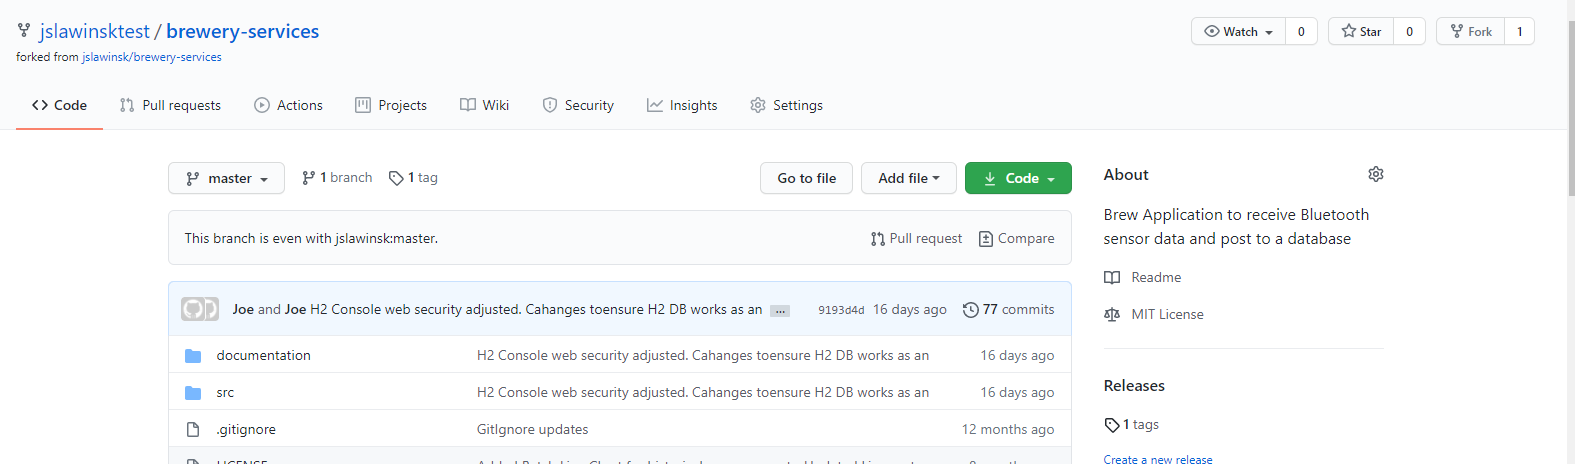 jslawinsktest / brewery-services
Watch 0 Star 0 Fork 1
forked from jslawinsk/brewery-services
Code Pull requests Actions Projects Wiki Security Insights Settings
master 1 branch 1 tag Go to file Add file Code
This branch is even with jslawinsk:master. Pull request Compare
Joe and Joe H2 Console web security adjusted. Cahanges toensure H2 DB works as an ... 9193d4d 16 days ago 77 commits
documentation H2 Console web security adjusted. Cahanges toensure H2 DB works as an 16 days ago
src H2 Console web security adjusted. Cahanges toensure H2 DB works as an 16 days ago
.gitignore GitIgnore updates 12 months ago
LICENSE
About
Brew Application to receive Bluetooth
sensor data and post to a database
Readme
MIT License
Releases
1 tags
Create a new release